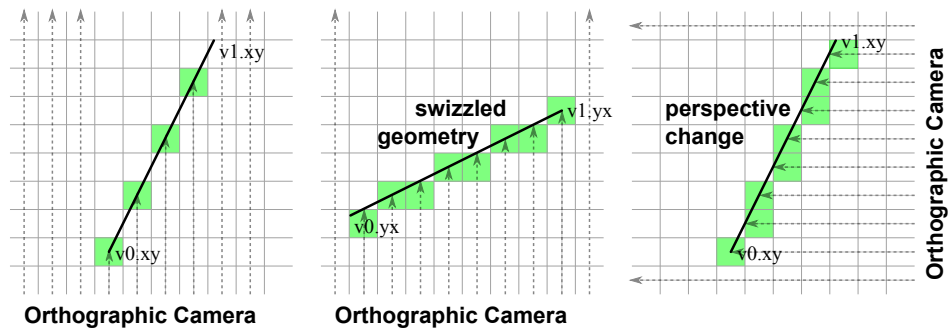 v1.xy
v0.xy
Orthographic Camera
swizzled
geometry
v1.yx
v0.yx
Orthographic Camera
perspective
change
v1.xy
v0.xy
Orthographic Camera